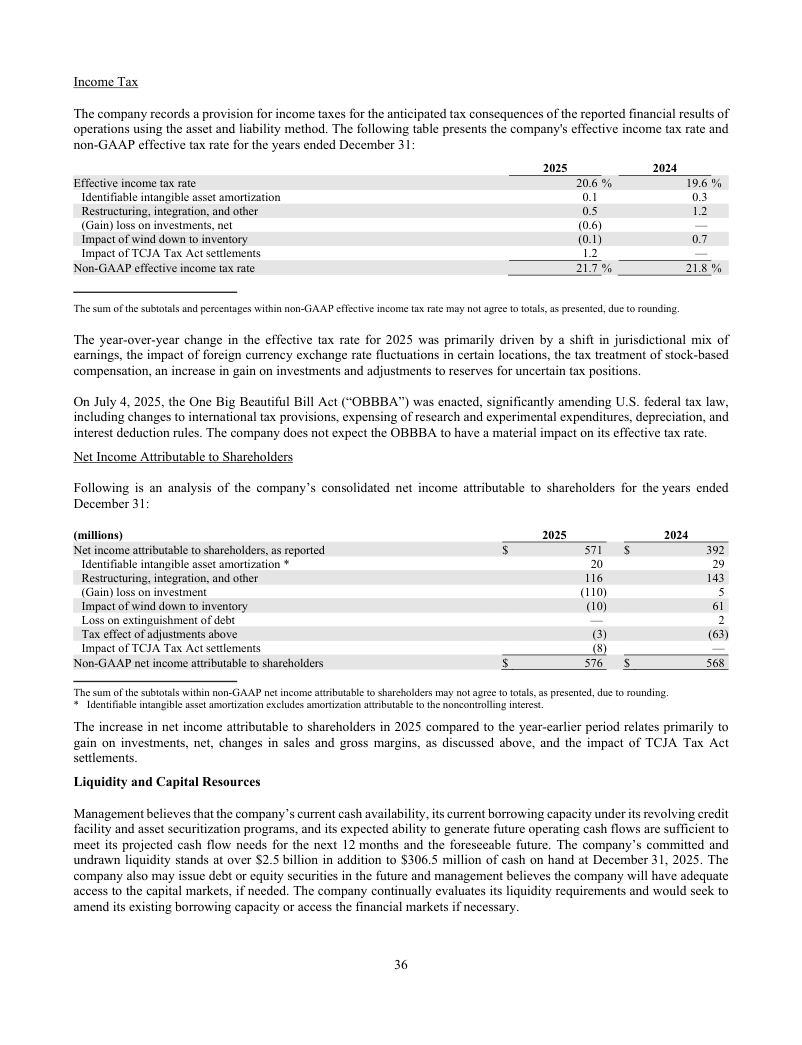 Income Tax
The company records a provision for income taxes for the anticipated tax consequences of the reported financial results of
operations using the asset and liability method. The following table presents the company's effective income tax rate and
non-GAAP effective tax rate for the years ended December 31:
2025 2024
Effective income tax rate 20.6 % 19.6 %
Identifiable intangible asset amortization 0.1 0.3
Restructuring, integration, and other 0.5 1.2
(Gain) loss on investments, net (0.6) —
Impact of wind down to inventory (0.1) 0.7
Impact of TCJA Tax Act settlements 1.2 —
Non-GAAP effective income tax rate 21.7 % 21.8 %
The sum of the subtotals and percentages within non-GAAP effective income tax rate may not agree to totals, as presented, due to rounding.
The year-over-year change in the effective tax rate for 2025 was primarily driven by a shift in jurisdictional mix of
earnings, the impact of foreign currency exchange rate fluctuations in certain locations, the tax treatment of stock-based
compensation, an increase in gain on investments and adjustments to reserves for uncertain tax positions.
On July 4, 2025, the One Big Beautiful Bill Act (“OBBBA”) was enacted, significantly amending U.S. federal tax law,
including changes to international tax provisions, expensing of research and experimental expenditures, depreciation, and
interest deduction rules. The company does not expect the OBBBA to have a material impact on its effective tax rate.
Net Income Attributable to Shareholders
Following is an analysis of the company’s consolidated net income attributable to shareholders for the years ended
December 31:
(millions) 2025 2024
Net income attributable to shareholders, as reported $ 571 $ 392
Identifiable intangible asset amortization * 20 29
Restructuring, integration, and other 116 143
(Gain) loss on investment (110) 5
Impact of wind down to inventory (10) 61
Loss on extinguishment of debt — 2
Tax effect of adjustments above (3) (63)
Impact of TCJA Tax Act settlements (8) —
Non-GAAP net income attributable to shareholders $ 576 $ 568
The sum of the subtotals within non-GAAP net income attributable to shareholders may not agree to totals, as presented, due to rounding.
* Identifiable intangible asset amortization excludes amortization attributable to the noncontrolling interest.
The increase in net income attributable to shareholders in 2025 compared to the year-earlier period relates primarily to
gain on investments, net, changes in sales and gross margins, as discussed above, and the impact of TCJA Tax Act
settlements.
Liquidity and Capital Resources
Management believes that the company’s current cash availability, its current borrowing capacity under its revolving credit
facility and asset securitization programs, and its expected ability to generate future operating cash flows are sufficient to
meet its projected cash flow needs for the next 12 months and the foreseeable future. The company’s committed and
undrawn liquidity stands at over $2.5 billion in addition to $306.5 million of cash on hand at December 31, 2025. The
company also may issue debt or equity securities in the future and management believes the company will have adequate
access to the capital markets, if needed. The company continually evaluates its liquidity requirements and would seek to
amend its existing borrowing capacity or access the financial markets if necessary.
36